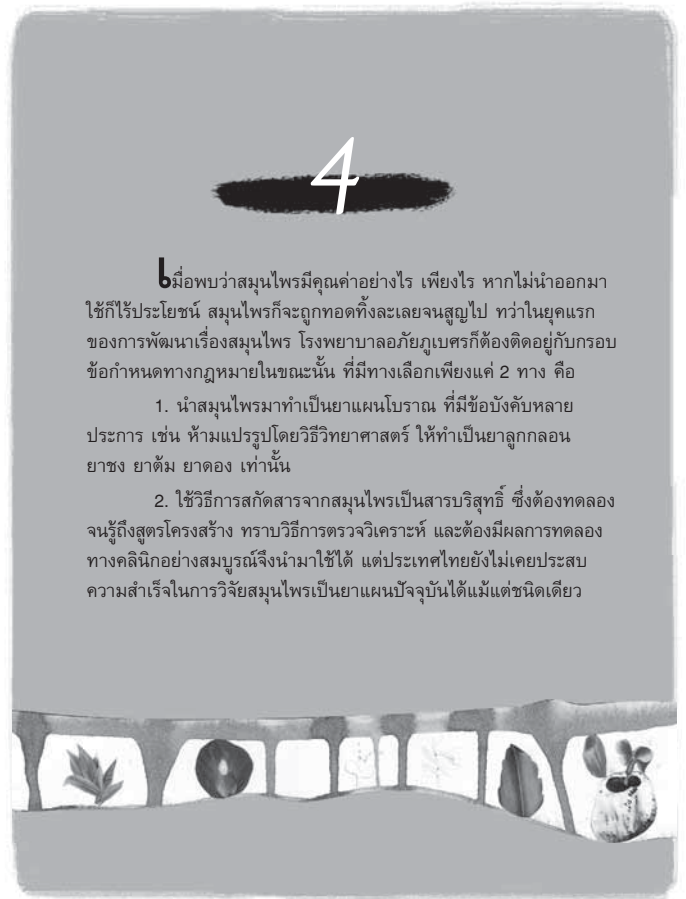 4
เมื่อพบว่าสมุนไพรมีคุณค่าอย่างไร เพียงไร หากไม่นำออกมา
ใช้ก็ไร้ประโยชน์ สมุนไพรก็จะถูกทอดทิ้งละเลยจนสูญไป ทว่าในยุคแรก
ของการพัฒนาเรื่องสมุนไพร โรงพยาบาลอภัยภูเบศรก็ต้องติดอยู่กับกรอบ
ข้อกำหนดทางกฎหมายในขณะนั้น ที่มีทางเลือกเพียงแค่ 2 ทาง คือ
1. นำสมุนไพรมาทำเป็นยาแผนโบราณ ที่มีข้อบังคับหลาย
ประการ เช่น ห้ามแปรรูปโดยวิธีวิทยาศาสตร์ ให้ทำเป็นยาลูกกลอน
ยาชง ยาต้ม ยาดอง เท่านั้น
2. ใช้วิธีการสกัดสารจากสมุนไพรเป็นสารบริสุทธิ์ ซึ่งต้องทดลอง
จนรู้ถึงสูตรโครงสร้าง ทราบวิธีการตรวจวิเคราะห์ และต้องมีผลการทดลอง
ทางคลินิกอย่างสมบูรณ์จึงนำมาใช้ได้ แต่ประเทศไทยยังไม่เคยประสบ
ความสำเร็จในการวิจัยสมุนไพรเป็นยาแผนปัจจุบันได้แม้แต่ชนิดเดียว